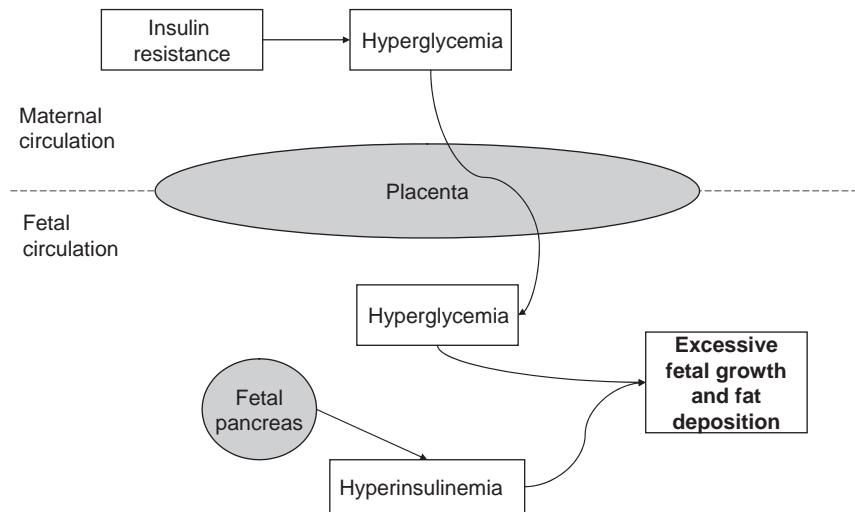 Insulin
resistance
Hyperglycemia
Maternal
circulation
Placenta
Fetal
circulation
Hyperglycemia
Excessive
fetal growth
and fat
deposition
Fetal
pancreas
Hyperinsulinemia